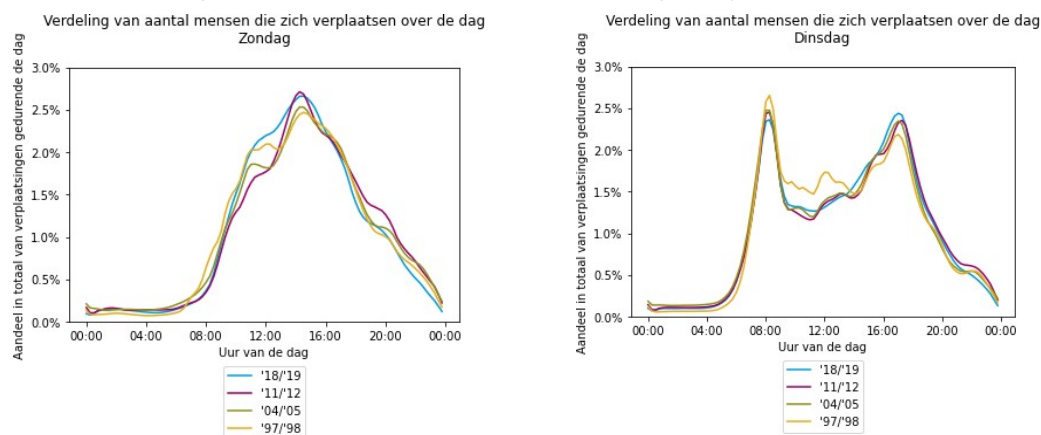 Verdeling van aantal mensen die zich verplaatsen over de dag
Zondag
Aandeel in totaal van verplaatsingen gedurende de dag
3.0%
2.5%
2.0%
1.5%
1.0%
0.5%
0.0%
00:00 04:00 08:00 12:00 16:00 20:00 00:00
Uur van de dag
'18/'19
'11/'12
'04/'05
'97/'98
Verdeling van aantal mensen die zich verplaatsen over de dag
Dinsdag
Aandeel in totaal van verplaatsingen gedurende de dag
3.0%
2.5%
2.0%
1.5%
1.0%
0.5%
0.0%
00:00 04:00 08:00 12:00 16:00 20:00 00:00
Uur van de dag
'18/'19
'11/'12
'04/'05
'97/'98